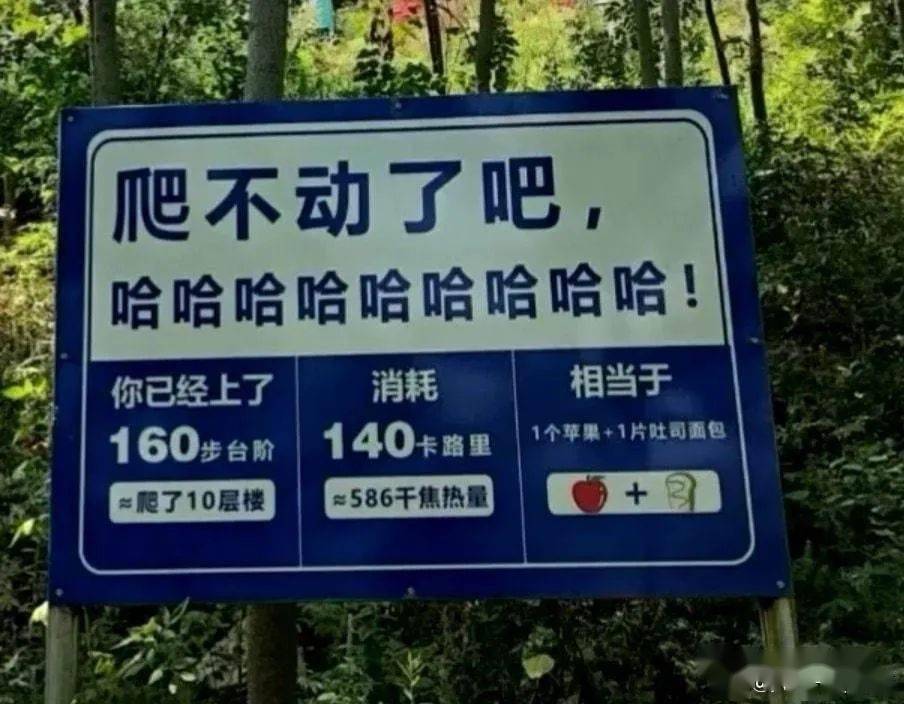 爬不动了吧，
哈哈哈哈哈哈哈哈哈！
你已经上了
160步台阶
≈爬了10层楼
消耗
140卡路里
≈586千焦热量
相当于
1个苹果+1片吐司面包
+